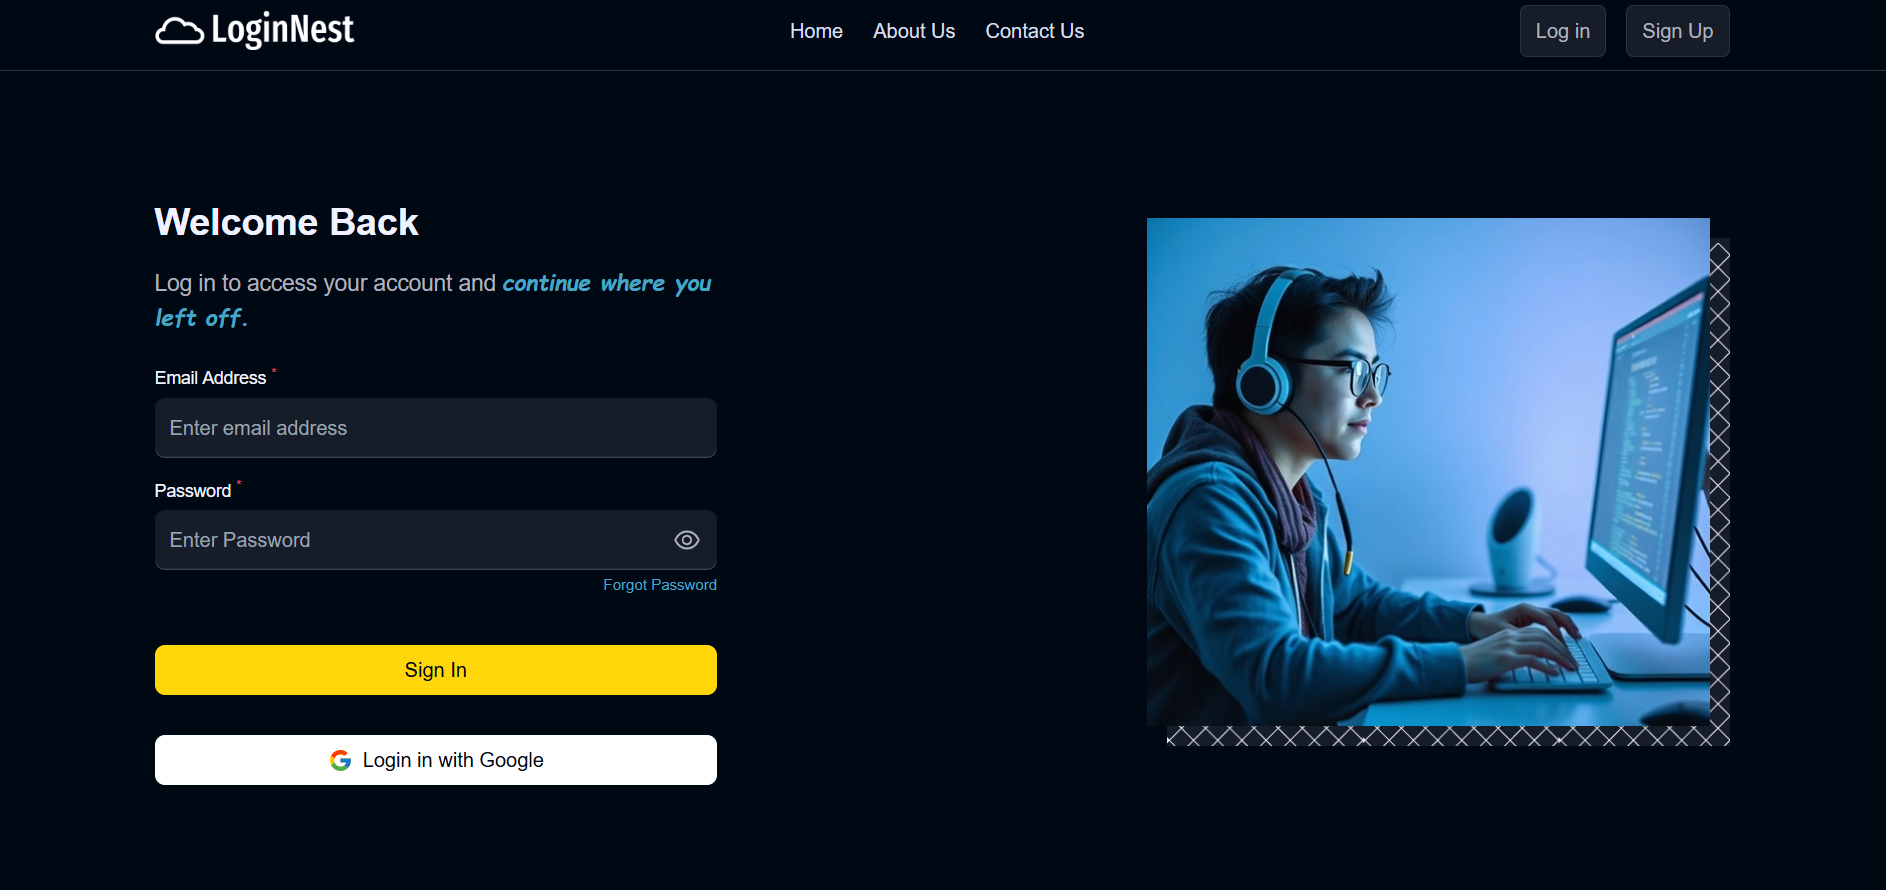 LoginNest
Home About Us Contact Us
Log in Sign Up
Welcome Back
Log in to access your account and continue where you
left off.
Email Address *
Enter email address
Password *
Enter Password
Forgot Password
Sign In
Login in with Google